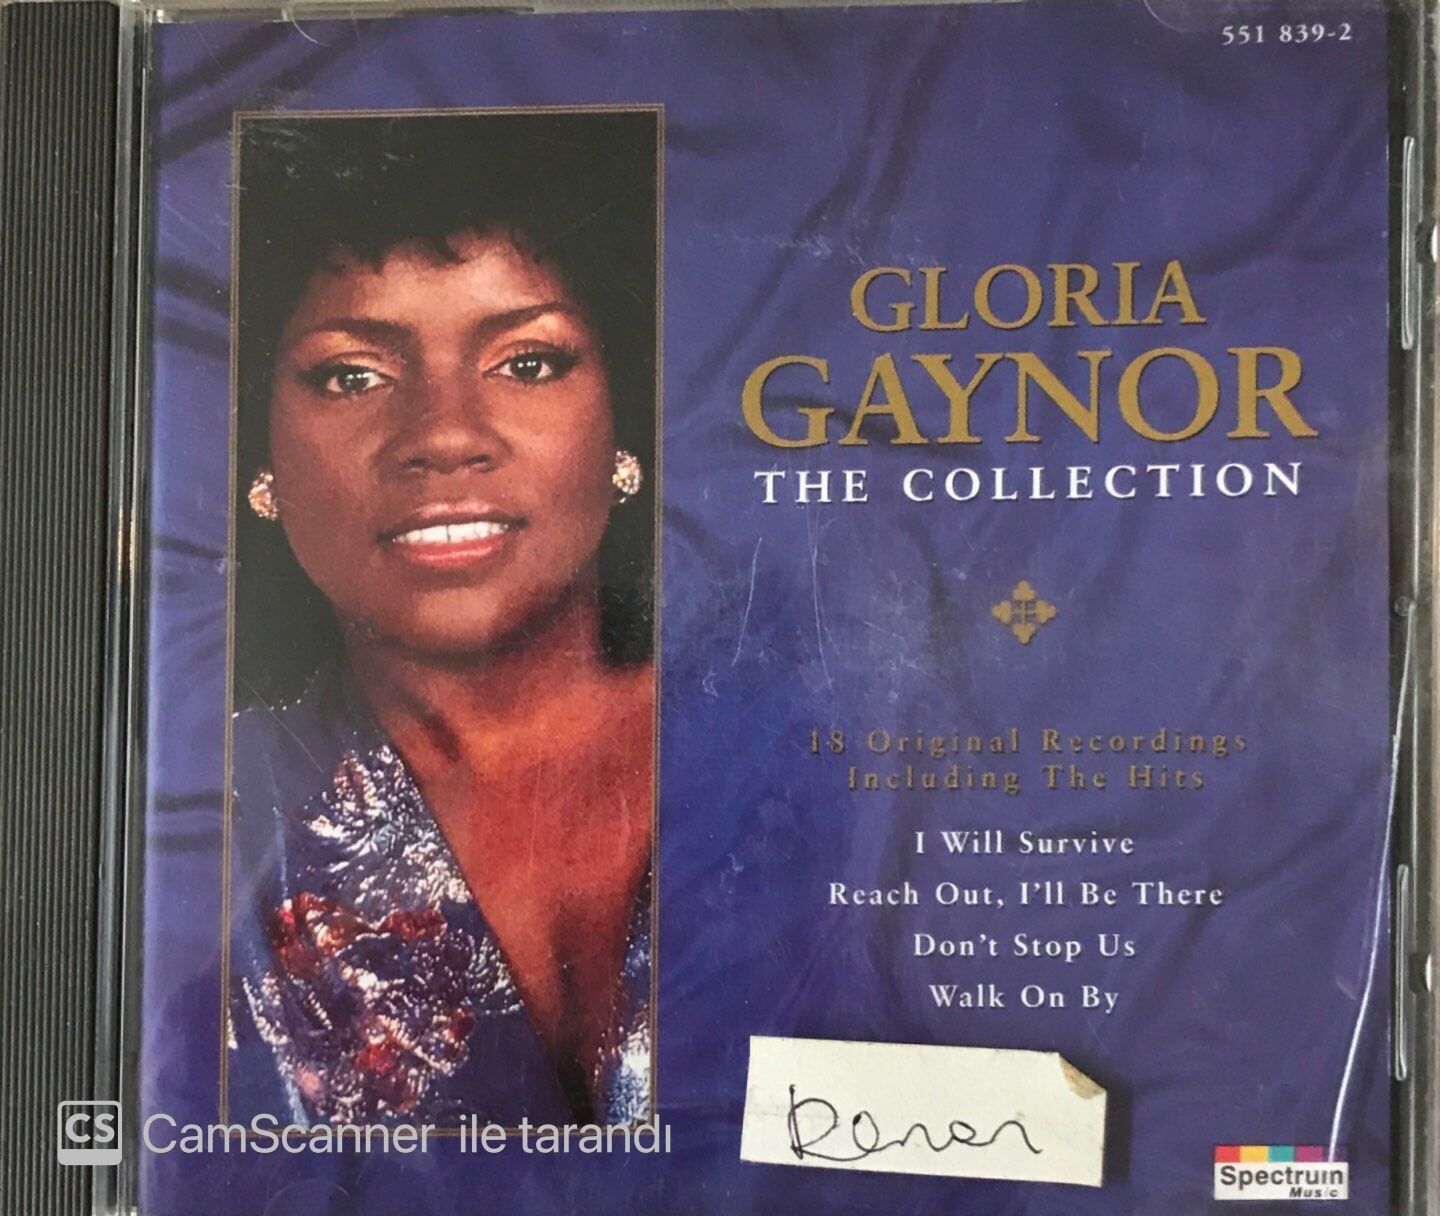 551 839-2
GLORIA
GAYNOR
THE COLLECTION
18 Original Recordings
Including The Hits
I Will Survive
Reach Out, I'll Be There
Don't Stop Us
Walk On By
CS CamScanner ile tarandı
Spectrum
Music